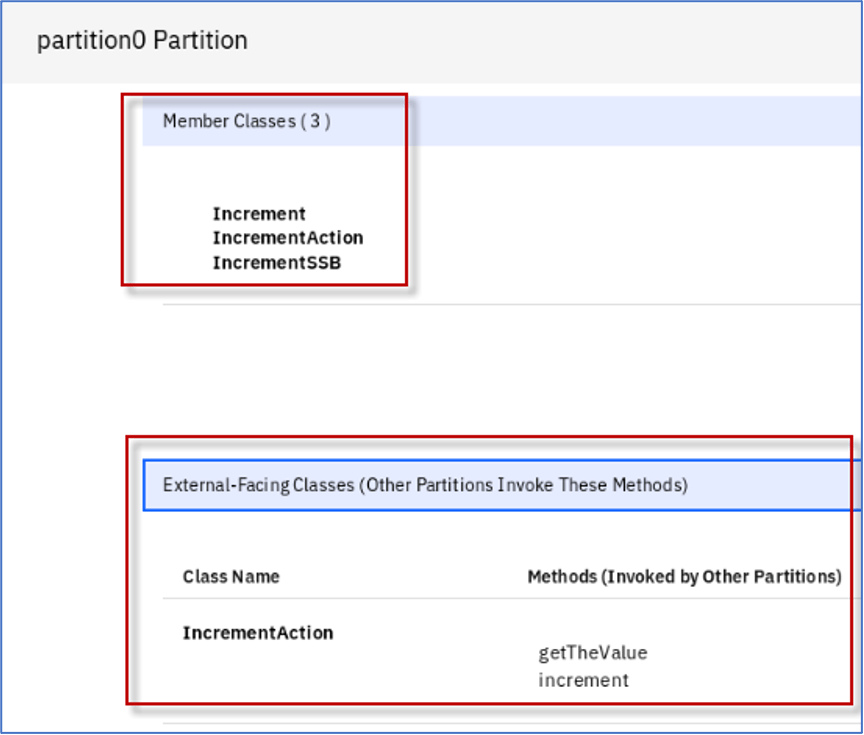 partition0 Partition
Member Classes ( 3 )
Increment
IncrementAction
IncrementSSB
External-Facing Classes (Other Partitions Invoke These Methods)
Class Name Methods (Invoked by Other Partitions)
IncrementAction
getTheValue
increment